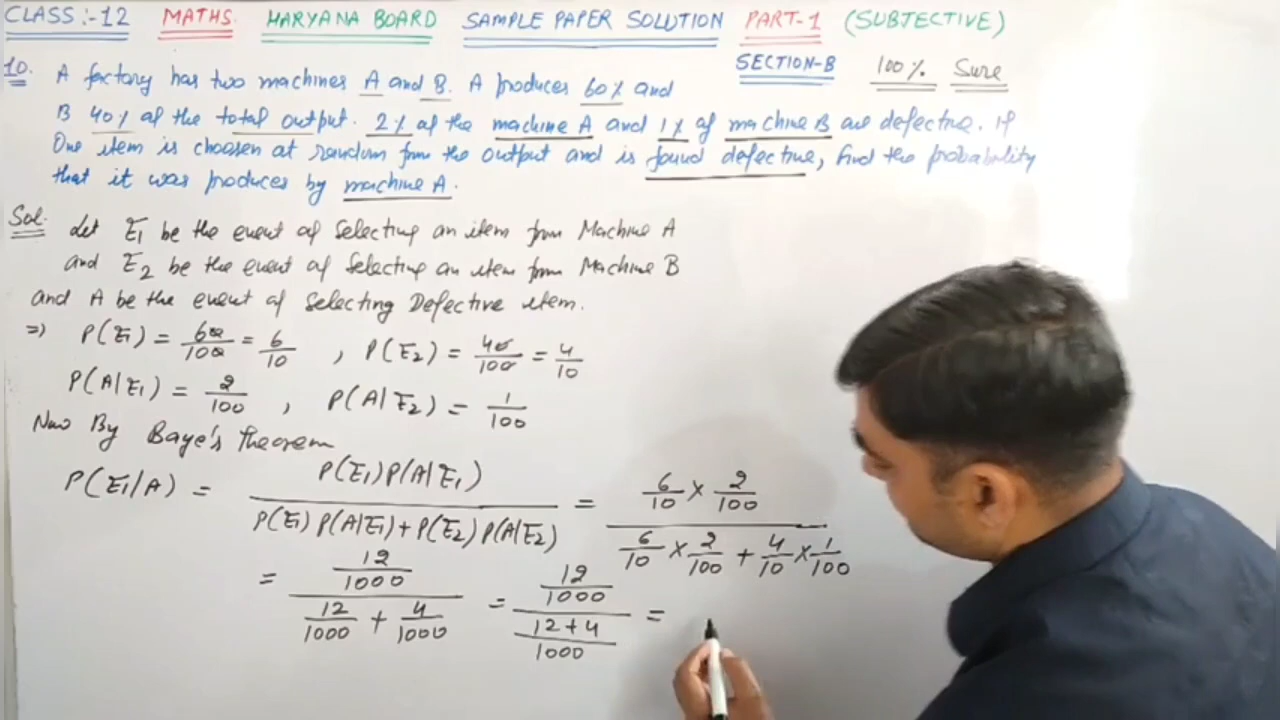 CLASS:-12 MATHS. HARYANA BOARD SAMPLE PAPER SOLUTION PART-1 (SUBJECTIVE)
SECTION-B 100% Sure
10. A factory has two machines A and B. A produces 60% and
B 40% of the total output. 2% of the machine A and 1% of machine B are defective. If
One item is choosen at random from the output and is found defective, find the probability
that it was produces by machine A.
Sol. Let E1 be the event of selecting an item from Machine A
and E2 be the event of selecting an item from Machine B
and A be the event of selecting Defective item.
=> P(E1) = 60/100 = 6/10 , P(E2) = 40/100 = 4/10
P(A|E1) = 2/100 , P(A|E2) = 1/100
Now By Baye's theorem
P(E1/A) = P(E1)P(A|E1) / P(E1)P(A|E1)+P(E2)P(A|E2) = 6/10 × 2/100 / 6/10 × 2/100 + 4/10 × 1/100
= 12/1000 / 12/1000 + 4/1000 = 12/1000 / 12+4/1000 =